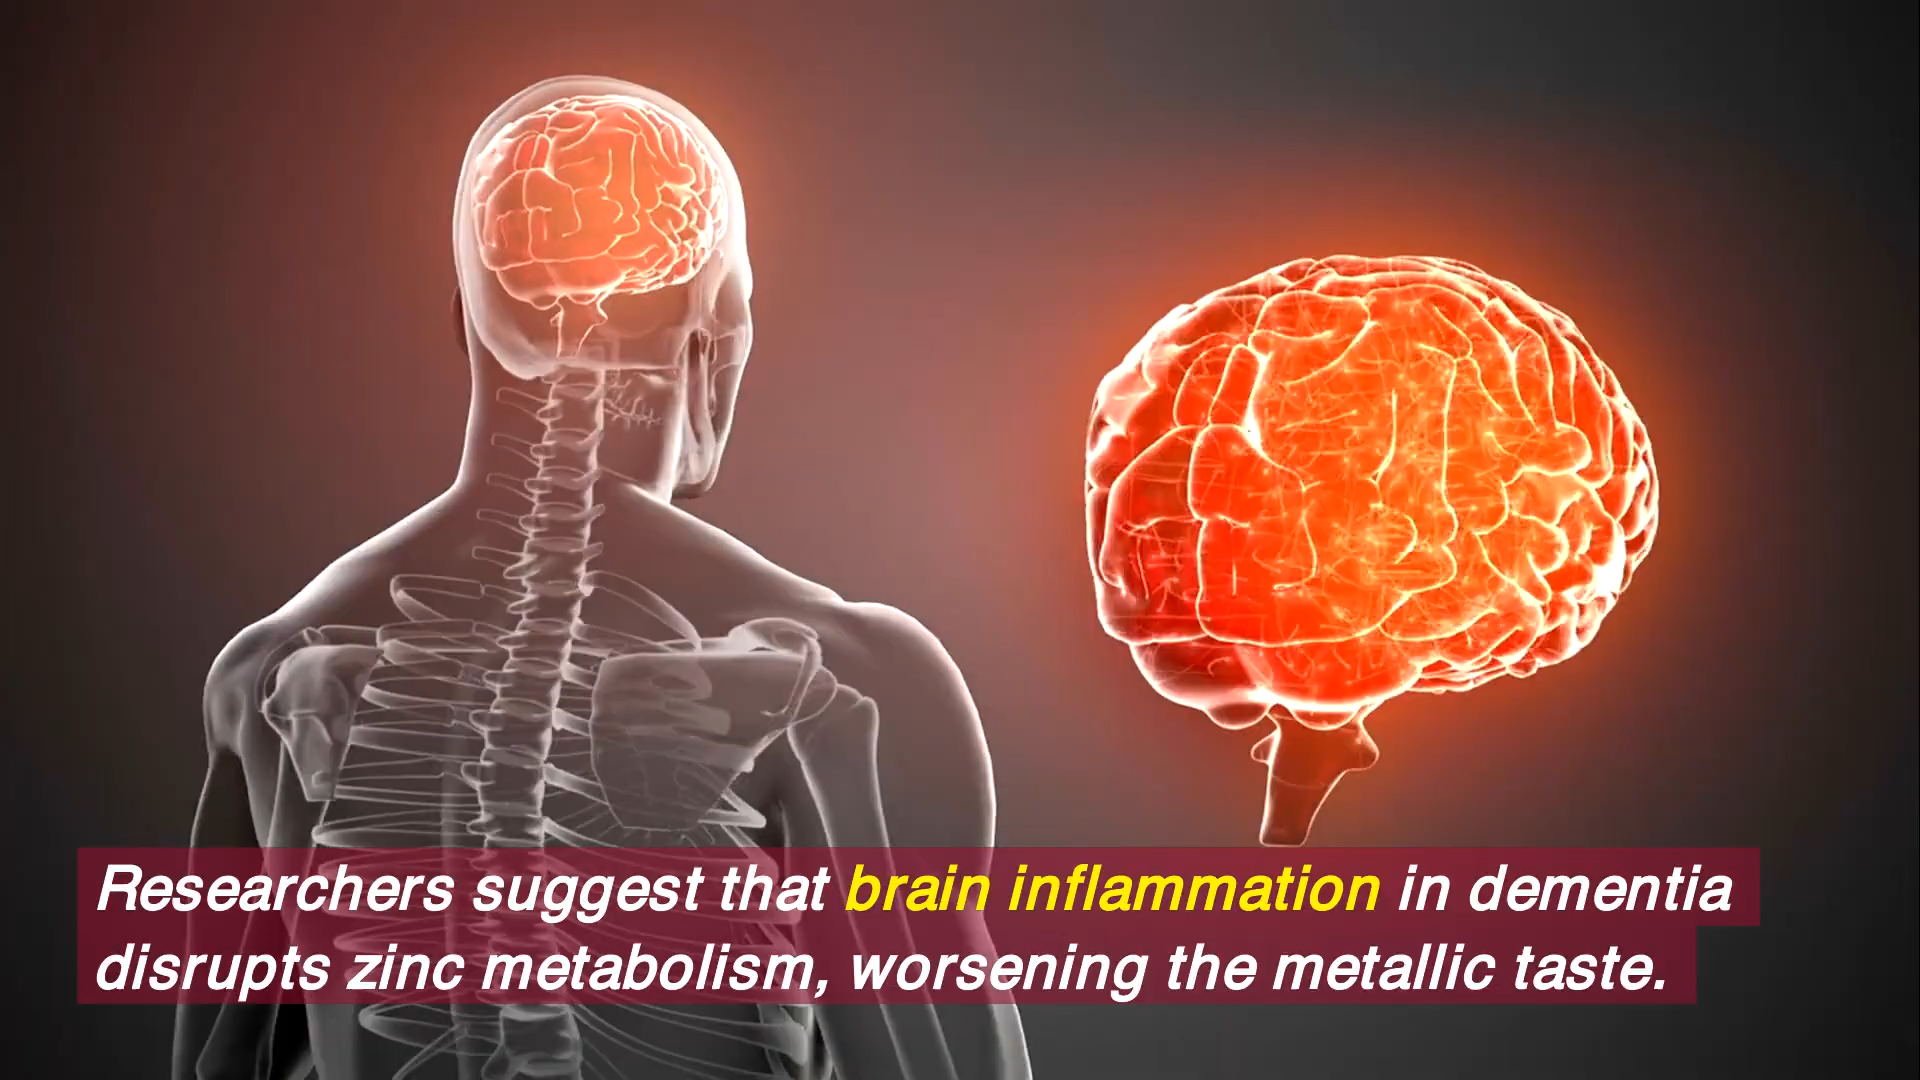 Researchers suggest that brain inflammation in dementia
disrupts zinc metabolism, worsening the metallic taste.